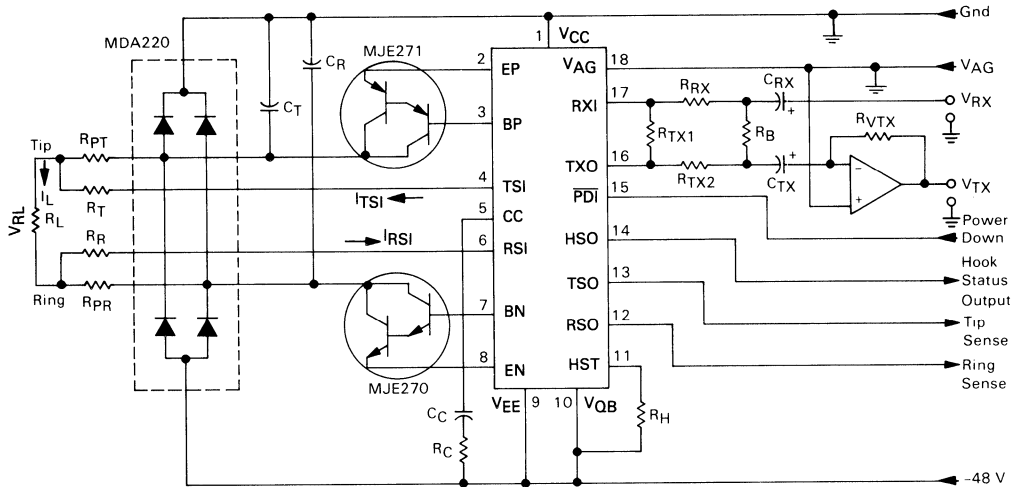 Gnd
MDA220
1 VCC
CR
MJE271
2 EP
VAG 18
VAG
CT
RXI 17
RRX
CRX
+
VRX
3 BP
RTX1
RB
RVTX
Tip
RPT
TXO 16
RTX2
CTX
+
−
+
VTX
IL
RT
4 TSI
ITSI
PDI 15
Power
Down
VRL
RL
5 CC
RR
IRSI
6 RSI
HSO 14
Hook
Status
Output
Ring
RPR
TSO 13
Tip
Sense
7 BN
RSO 12
Ring
Sense
8 EN
HST 11
MJE270
VEE 9
10 VQB
RH
CC
RC
–48 V